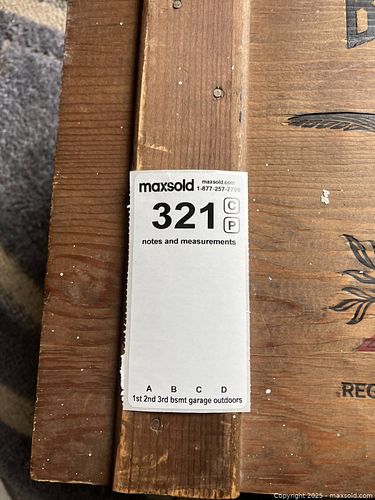 maxsold maxsold.com
1-877-257-7789
321 C
P
notes and measurements
A B C D
1st 2nd 3rd bsmt garage outdoors
REG
Copyright 2025 - maxsold.com